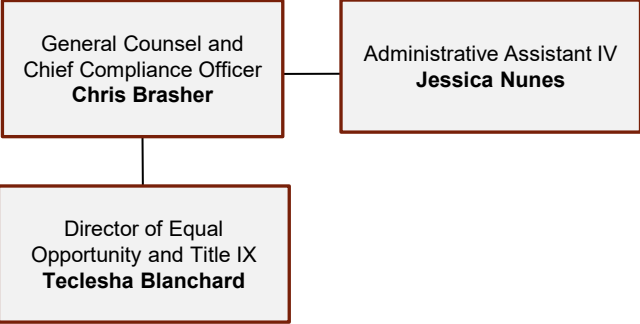 General Counsel and
Chief Compliance Officer
Chris Brasher
Administrative Assistant IV
Jessica Nunes
Director of Equal
Opportunity and Title IX
Teclesha Blanchard